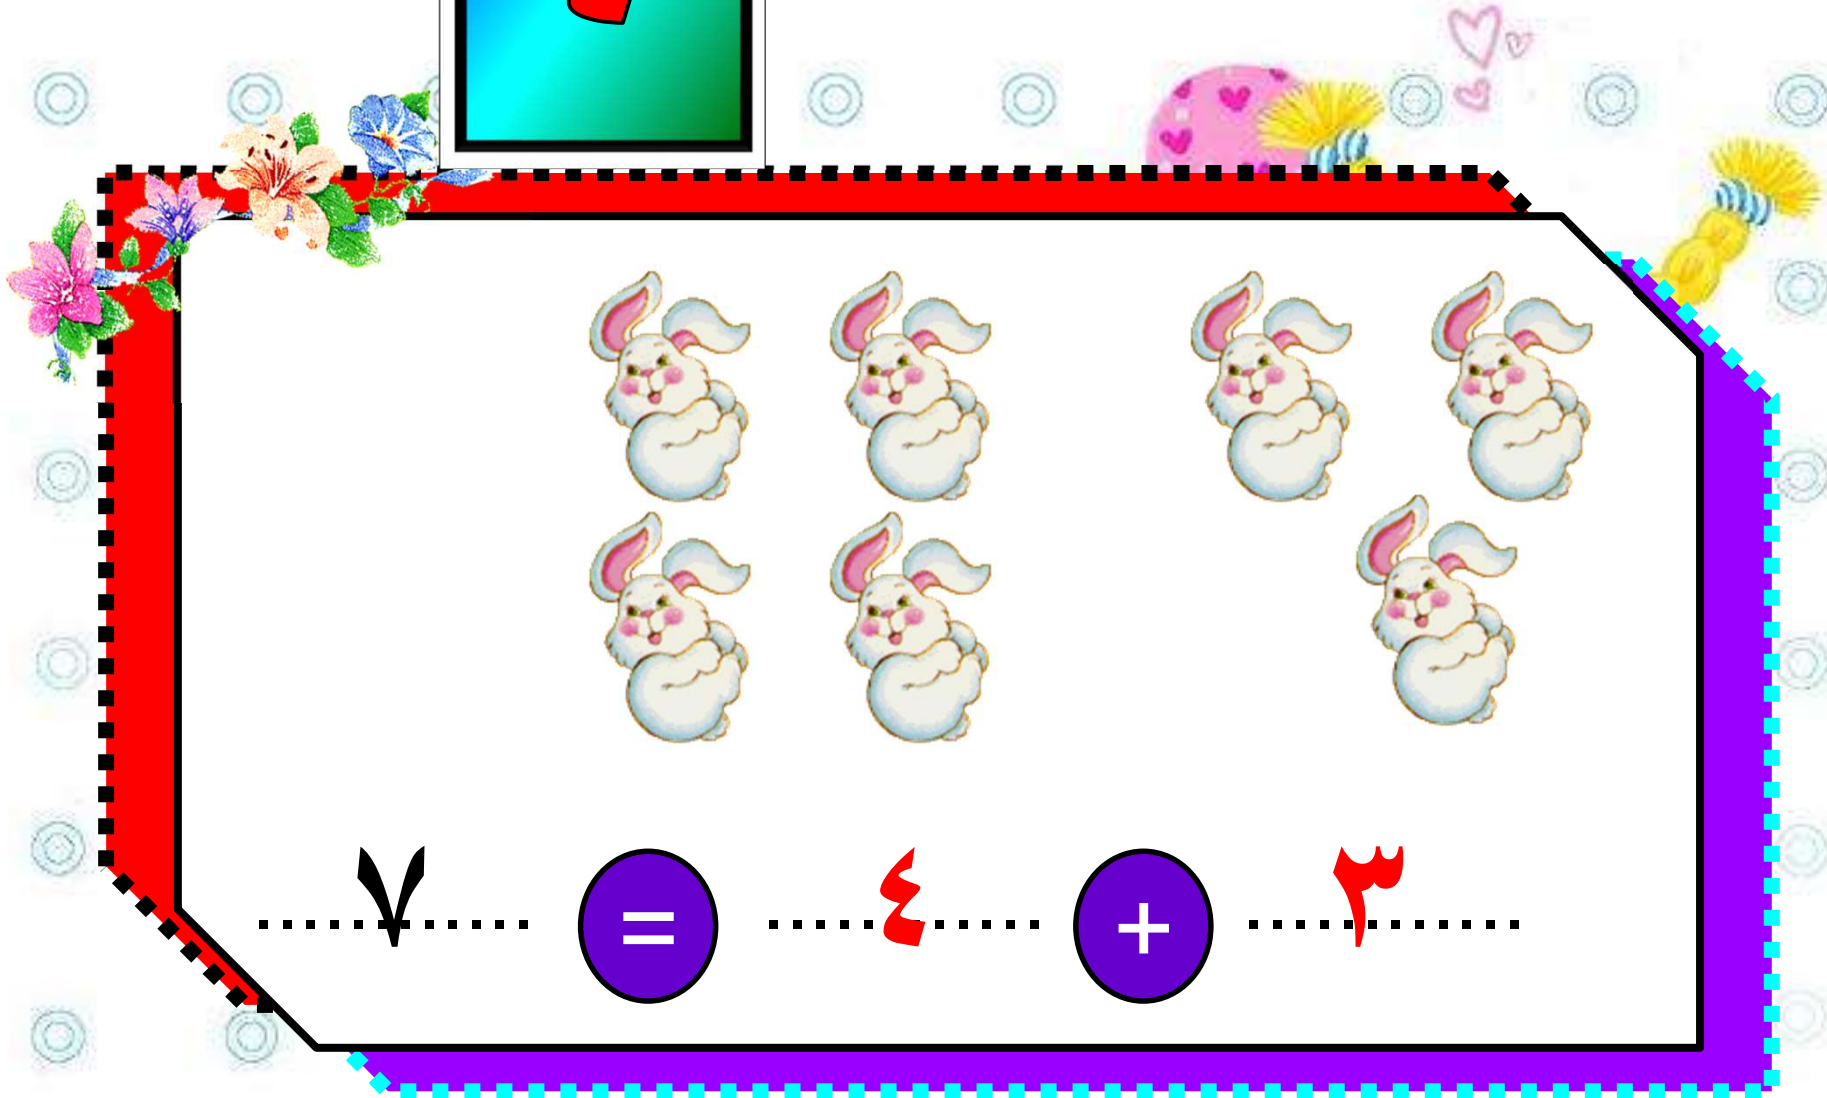 ٣ + ٤ = ٧